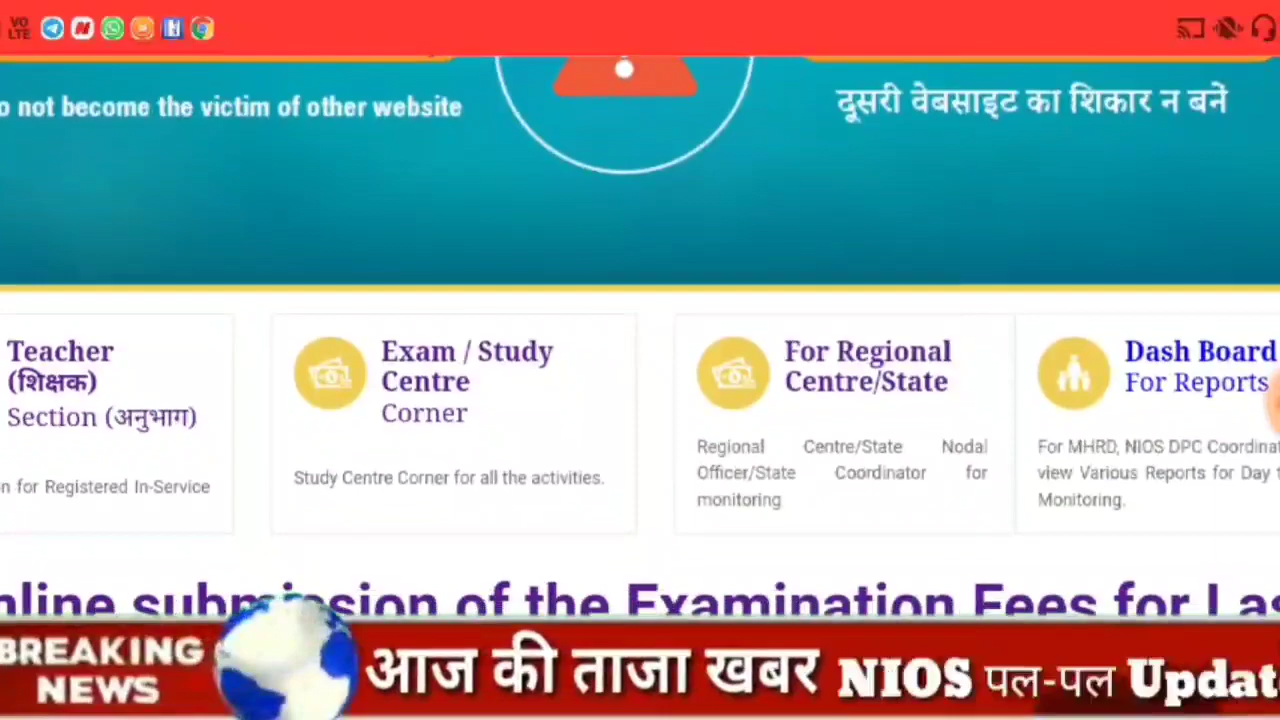 VO
LTE
o not become the victim of other website
दूसरी वेबसाइट का शिकार न बनें
Teacher
(शिक्षक)
Section (अनुभाग)
n for Registered In-Service
Exam / Study
Centre
Corner
Study Centre Corner for all the activities.
For Regional
Centre/State
Regional Centre/State Nodal
Officer/State Coordinator for
monitoring
Dash Board
For Reports
For MHRD, NIOS DPC Coordinat
view Various Reports for Day t
Monitoring.
nline submission of the Examination Fees for Las
BREAKING
NEWS
आज की ताजा खबर NIOS पल-पल Updat